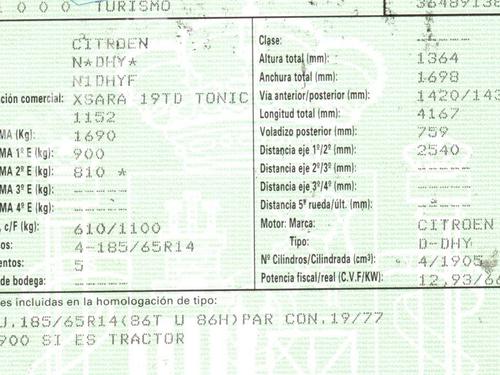 1 0 0 0 TURISMO
CITROEN
N*DHY*
N1DHYF
ción comercial: XSARA 19TD TONIC
1152
MA (Kg): 1690
MA 1º E (kg): 900
MA 2º E (kg): 810 *
MA 3º E (kg): -----
MA 4º E (kg): -----
c/F (kg): 610/1100
os: 4-185/65R14
entos: 5
de bodega: -----
Clase: -----
Altura total (mm): 1364
Anchura total (mm): 1698
Vía anterior/posterior (mm): 1420/143
Longitud total (mm): 4167
Voladizo posterior (mm): 759
Distancia eje 1º/2º (mm): 2540
Distancia eje 2º/3º (mm): -----
Distancia eje 3º/4º (mm): -----
Distancia 5ª rueda/últ. (mm): -----
Motor: Marca: CITROEN
Tipo: D-DHY
Nº Cilindros/Cilindrada (cm³): 4/1905
Potencia fiscal/real (C.V.F/KW): 12,93/66
es incluidas en la homologación de tipo:
U.185/65R14(86T U 86H)PAR CON.19/77
900 SI ES TRACTOR